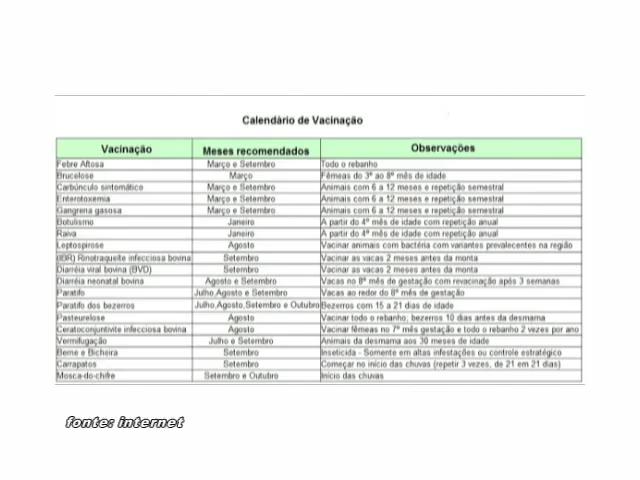 Calendário de Vacinação
Vacinação Meses recomendados Observações
Febre Aftosa Março e Setembro Todo o rebanho
Brucelose Março Fêmeas do 3º ao 8º mês de idade
Carbúnculo sintomático Março e Setembro Animais com 6 a 12 meses e repetição semestral
Enterotoxemia Março e Setembro Animais com 6 a 12 meses e repetição semestral
Gangrena gasosa Março e Setembro Animais com 6 a 12 meses e repetição semestral
Botulismo Janeiro A partir do 4º mês de idade com repetição anual
Raiva Janeiro A partir do 4º mês de idade com repetição anual
Leptospirose Agosto Vacinar animais com bactéria com variantes prevalecentes na região
(IBR) Rinotraqueíte infecciosa bovina Setembro Vacinar as vacas 2 meses antes da monta
Diarréia viral bovina (BVD) Setembro Vacinar as vacas 2 meses antes da monta
Diarréia neonatal bovina Agosto e Setembro Vacas no 8º mês de gestação com revacinação após 3 semanas
Paratifo Julho,Agosto e Setembro Vacas ao redor do 8º mês de gestação
Paratifo dos bezerros Julho,Agosto,Setembro e Outubro Bezerros com 15 a 21 dias de idade
Pasteurelose Agosto Vacinar todo o rebanho; bezerros 10 dias antes da desmama
Ceratoconjuntivite infecciosa bovina Agosto Vacinar fêmeas no 7º mês gestação e todo o rebanho 2 vezes por ano
Vermifugação Julho e Setembro Animais da desmama aos 30 meses de idade
Berne e Bicheira Setembro Inseticida - Somente em altas infestações ou controle estratégico
Carrapatos Setembro Começar no início das chuvas (repetir 3 vezes, de 21 em 21 dias)
Mosca-do-chifre Setembro e Outubro Início das chuvas
fonte: internet